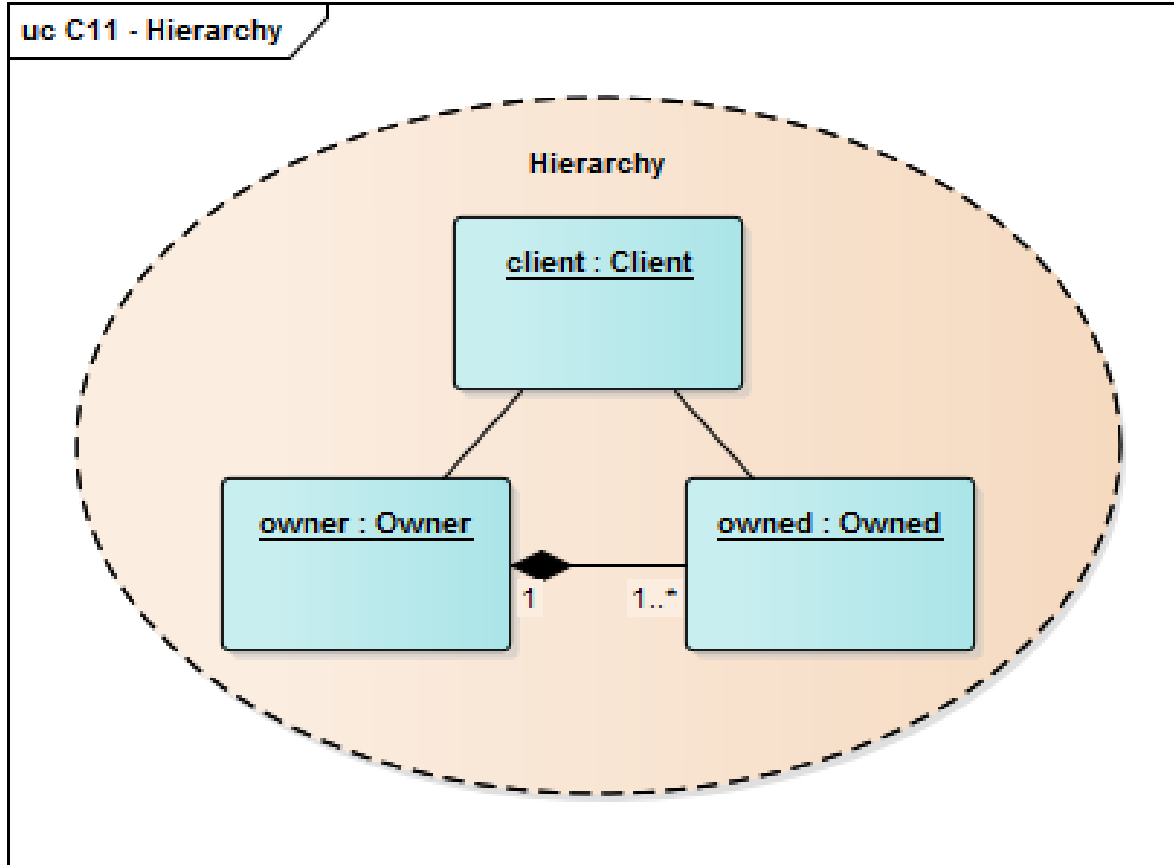 uc C11 - Hierarchy
Hierarchy
client : Client
owner : Owner
owned : Owned
1
1..*